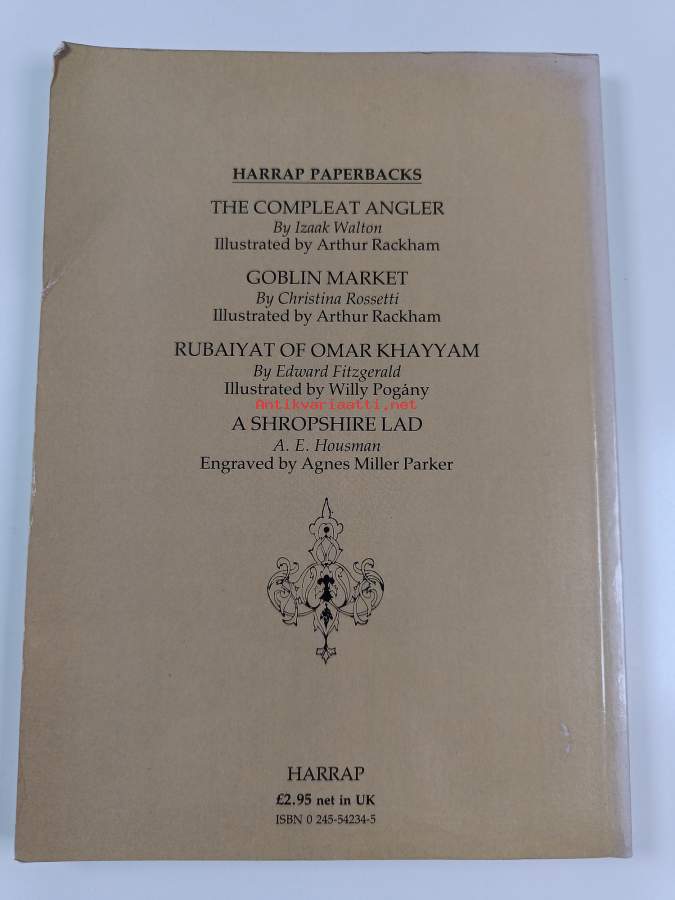 HARRAP PAPERBACKS
THE COMPLEAT ANGLER
By Izaak Walton
Illustrated by Arthur Rackham
GOBLIN MARKET
By Christina Rossetti
Illustrated by Arthur Rackham
RUBAIYAT OF OMAR KHAYYAM
By Edward Fitzgerald
Illustrated by Willy Pogány
Antikvariaatti.net
A SHROPSHIRE LAD
A. E. Housman
Engraved by Agnes Miller Parker
HARRAP
£2.95 net in UK
ISBN 0 245-54234-5